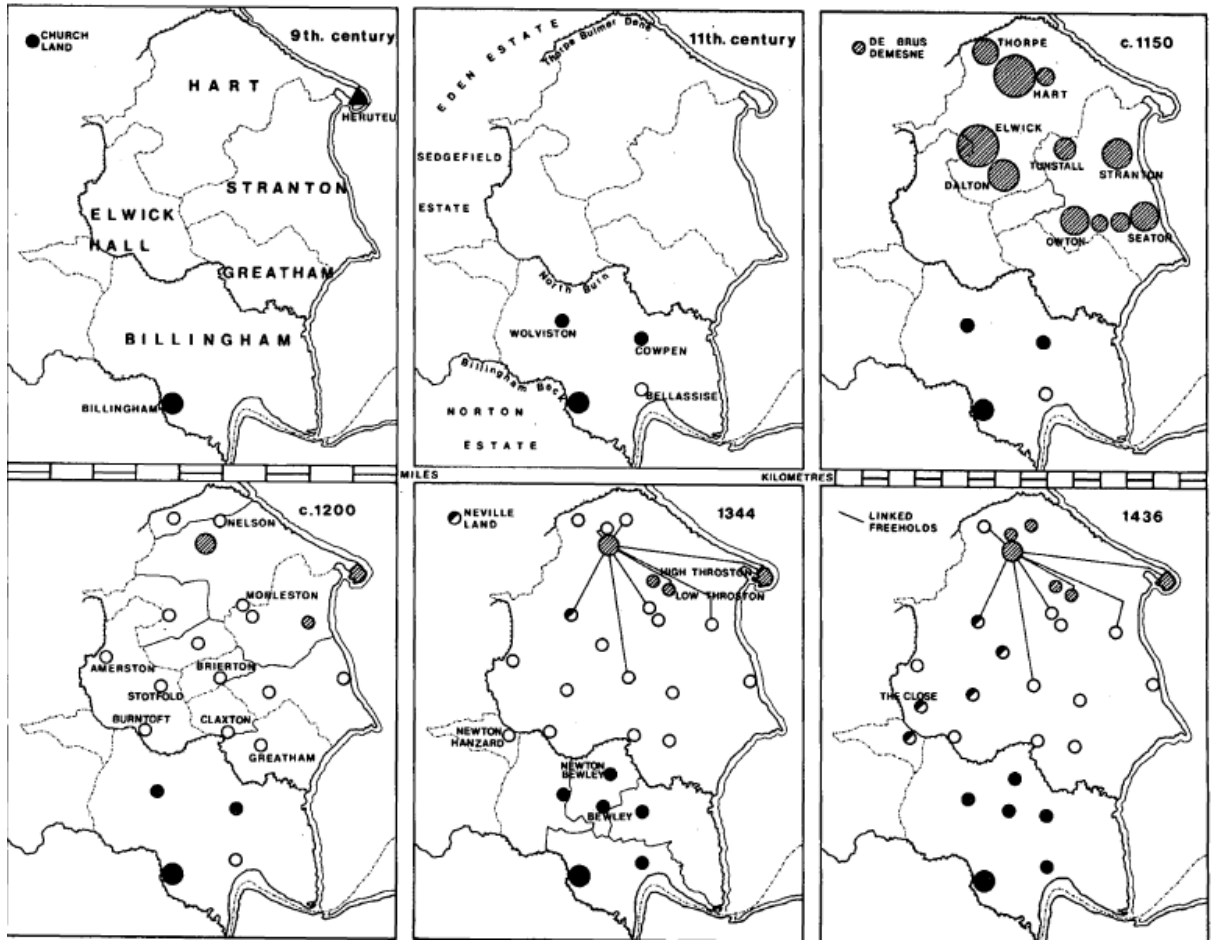 CHURCH
LAND
9th. century
HART
HERUTEU
STRANTON
ELWICK
HALL
GREATHAM
BILLINGHAM
BILLINGHAM
11th. century
EDEN ESTATE
Thorpe Bulmer Dene
SEDGEFIELD
ESTATE
North Burn
WOLVISTON
COWPEN
Billingham Beck
BELLASSISE
NORTON
ESTATE
DE BRUS
DEMESNE
c.1150
THORPE
HART
ELWICK
TUNSTALL
STRANTON
DALTON
OWTON
SEATON
MILES
KILOMETRES
c.1200
NELSON
MORLESTON
AMERSTON
BRIERTON
STOTFOLD
BURNTOFT
CLAXTON
GREATHAM
NEVILLE
LAND
1344
HIGH THROSTON
LOW THROSTON
NEWTON
HANZARD
NEWTON
BEWLEY
BEWLEY
LINKED
FREEHOLDS
1436
THE CLOSE